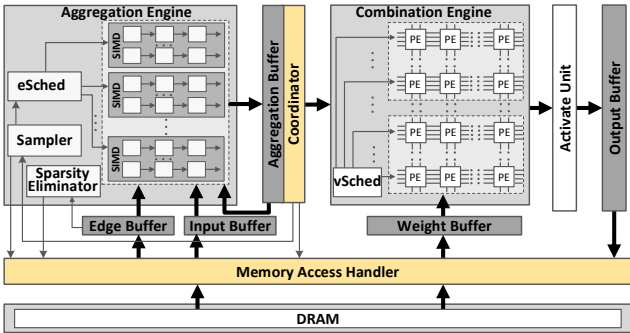 Aggregation Engine
SIMD
SIMD
SIMD
eSched
Sampler
Sparsity
Eliminator
Edge Buffer
Input Buffer
Aggregation Buffer
Coordinator
Combination Engine
PE PE PE
PE PE PE
PE PE PE
PE PE PE
vSched
Weight Buffer
Activate Unit
Output Buffer
Memory Access Handler
DRAM